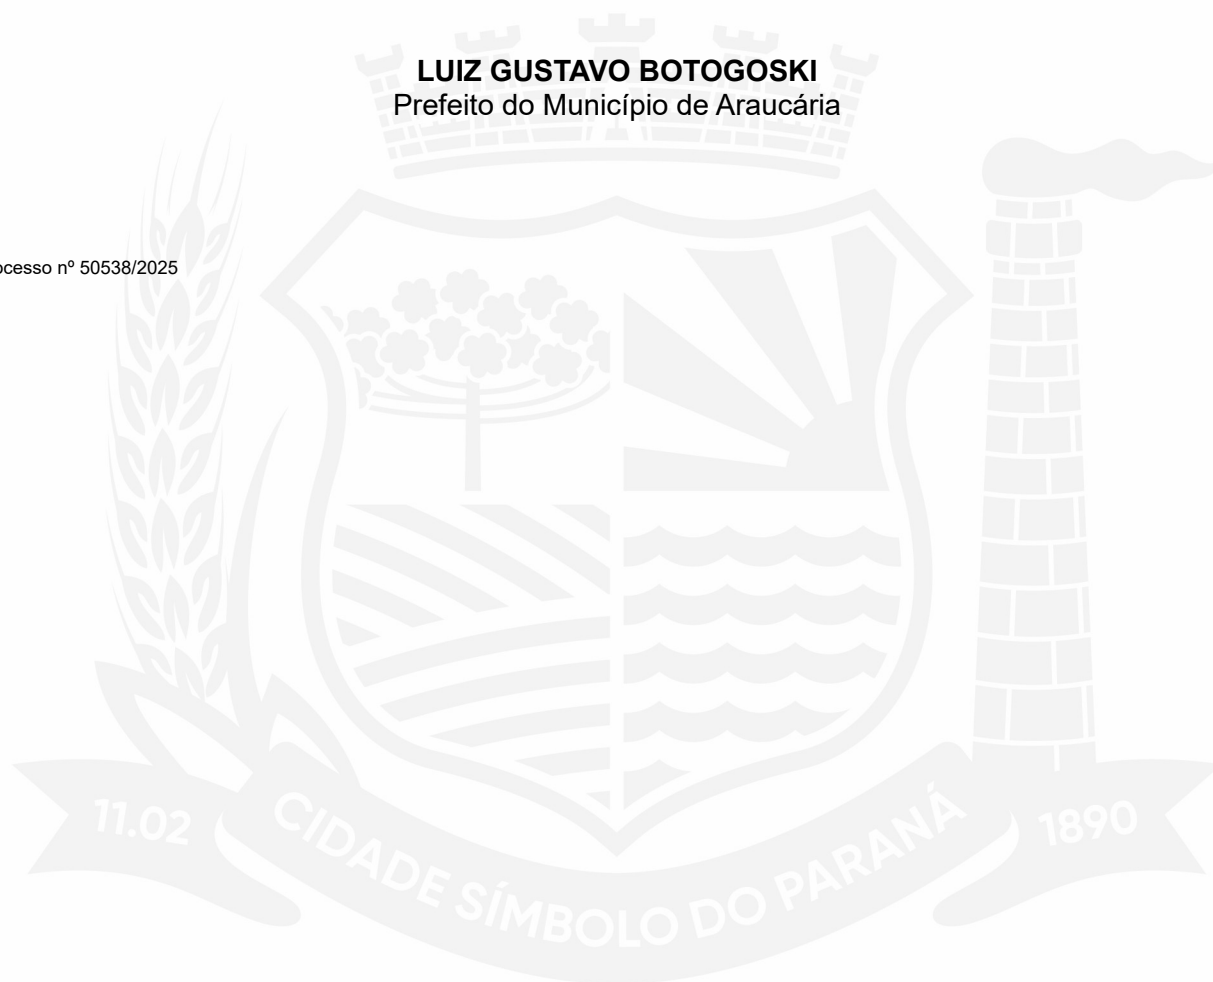 LUIZ GUSTAVO BOTOGOSKI
Prefeito do Município de Araucária
ocesso nº 50538/2025
11.02 CIDADE SÍMBOLO DO PARANÁ 1890